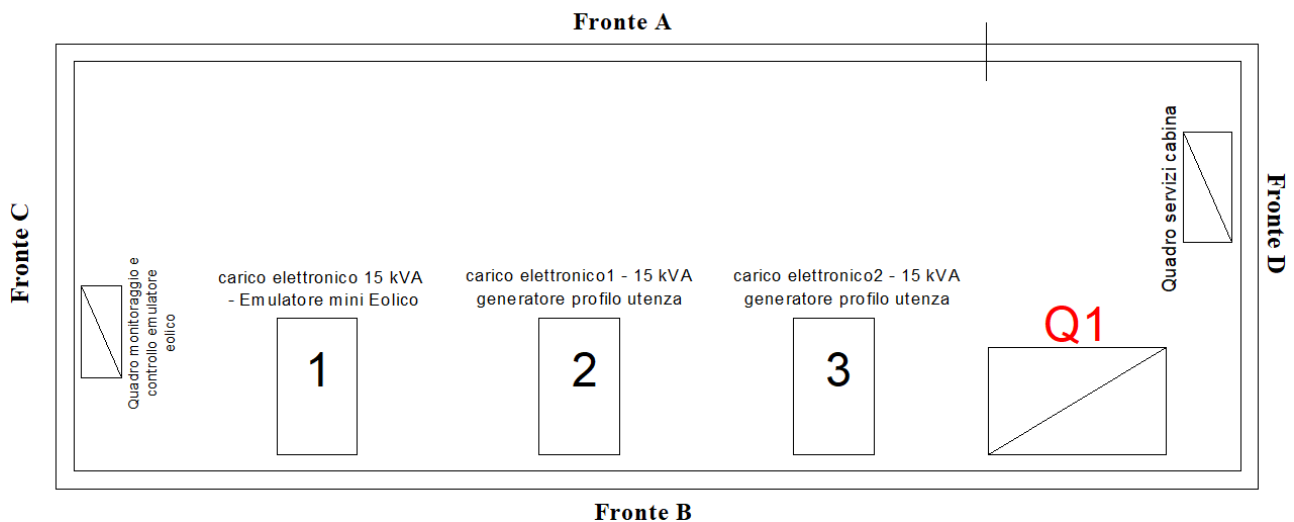 Fronte A
Fronte C
Quadro monitoraggio e
controllo emulatore
eolico
carico elettronico 15 kVA
- Emulatore mini Eolico
1
carico elettronico1 - 15 kVA
generatore profilo utenza
2
carico elettronico2 - 15 kVA
generatore profilo utenza
3
Q1
Quadro servizi cabina
Fronte D
Fronte B